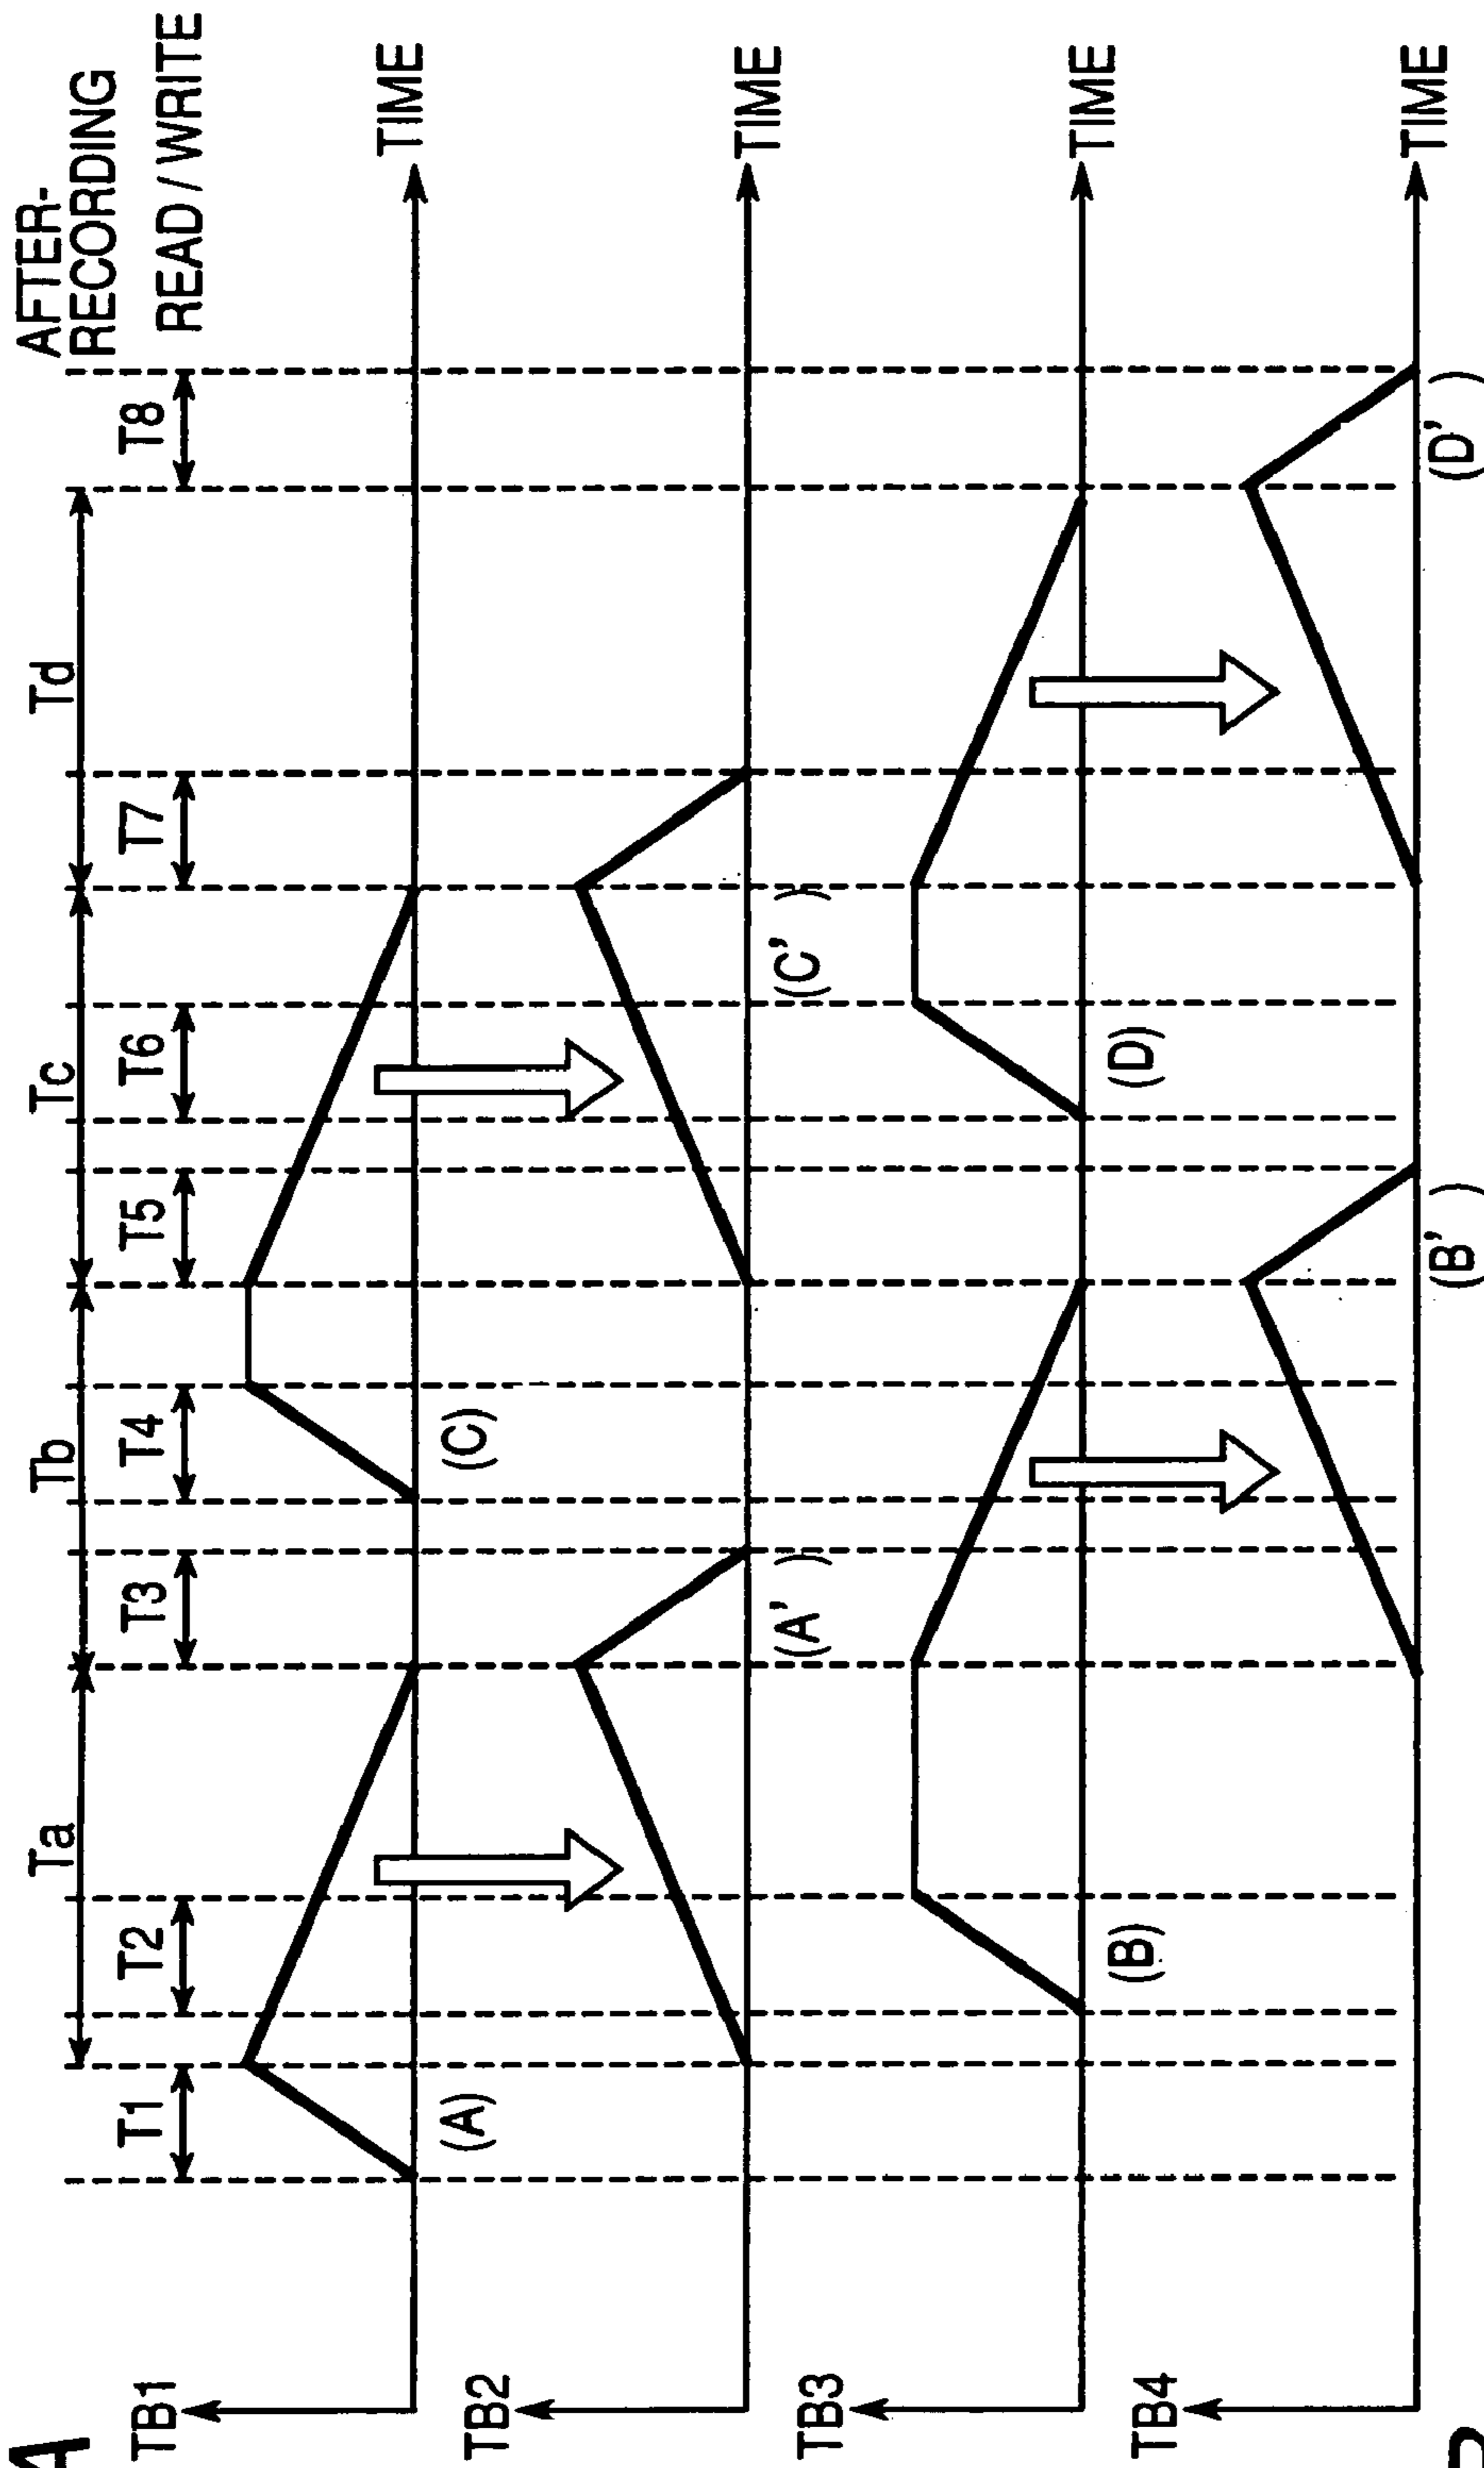 A
AFTER-
RECORDING
Ta Tb Tc Td
READ / WRITE
T1 T2 T3 T4 T5 T6 T7 T8
TB1
TIME
(A) (C)
TB2
TIME
(A') (C')
TB3
TIME
(B) (D)
TB4
TIME
(B') (D')